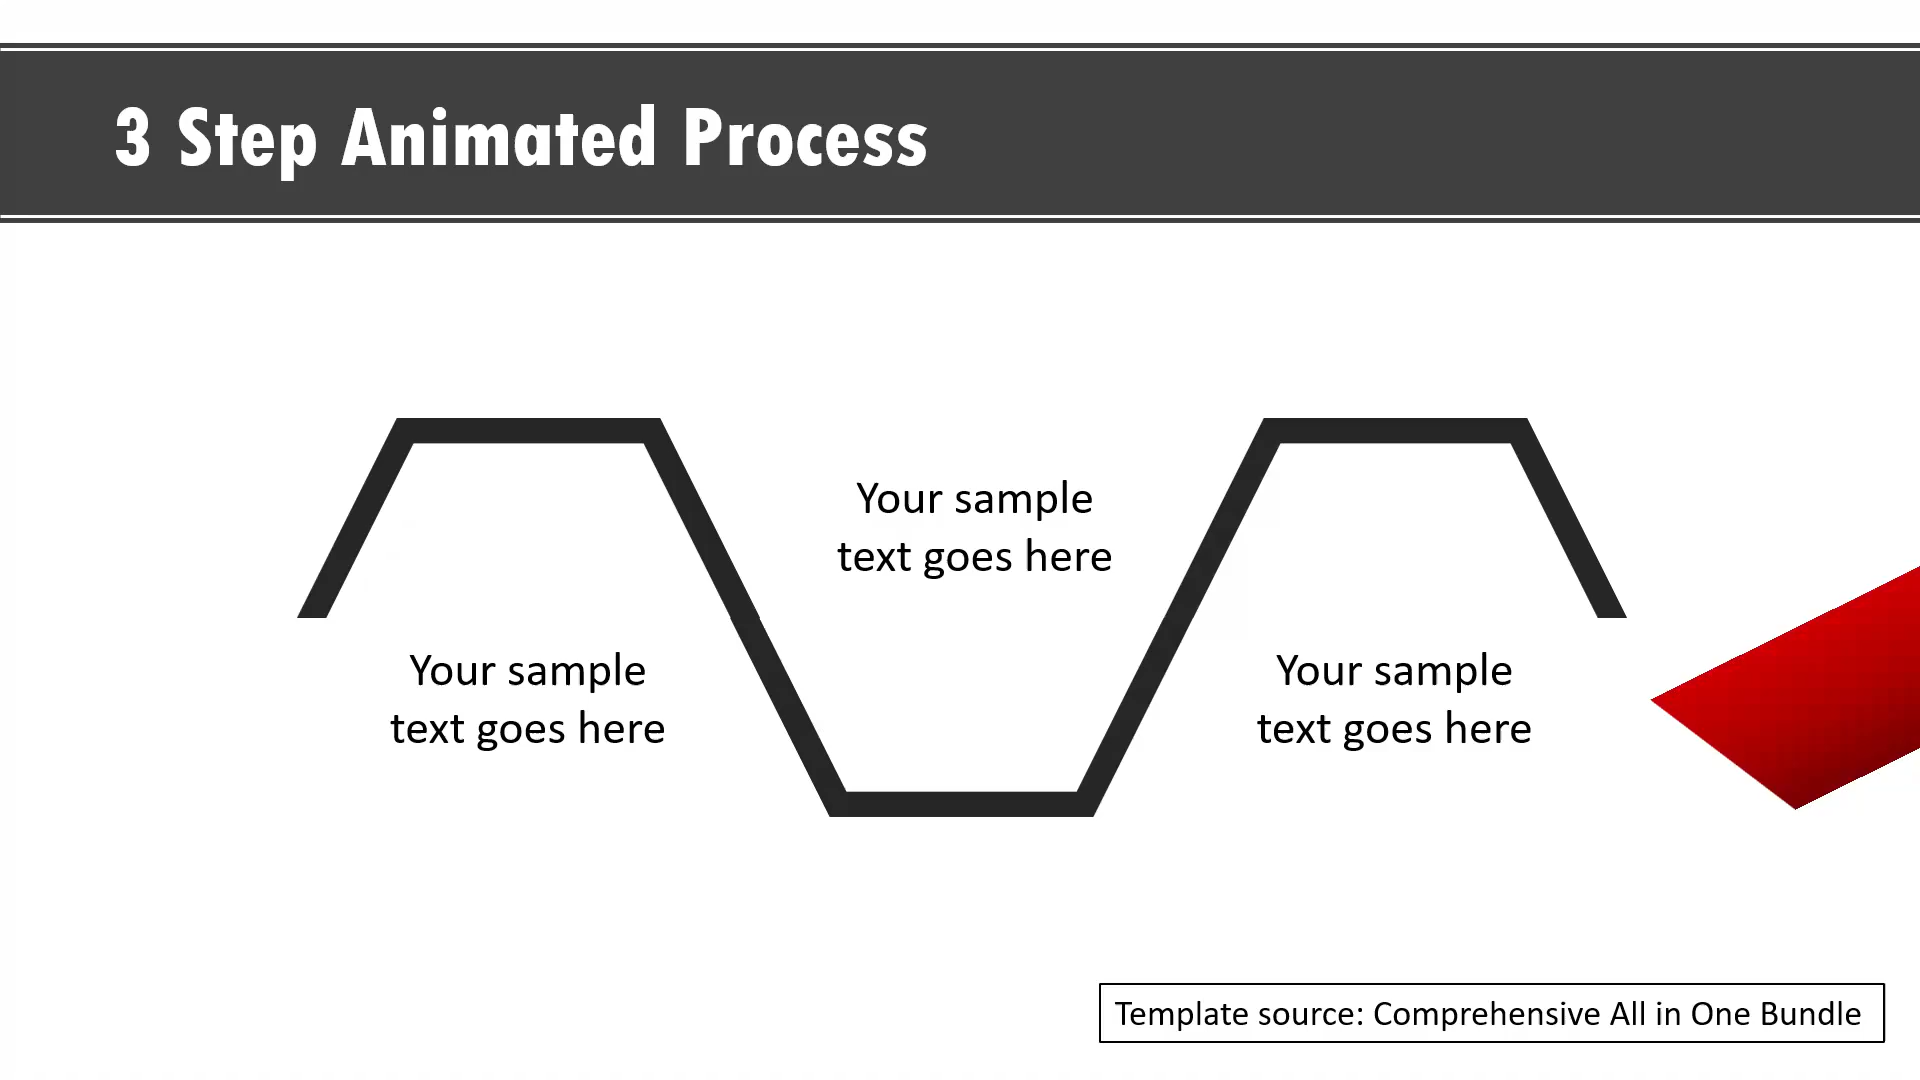 3 Step Animated Process
Your sample
text goes here
Your sample
text goes here
Your sample
text goes here
Template source: Comprehensive All in One Bundle